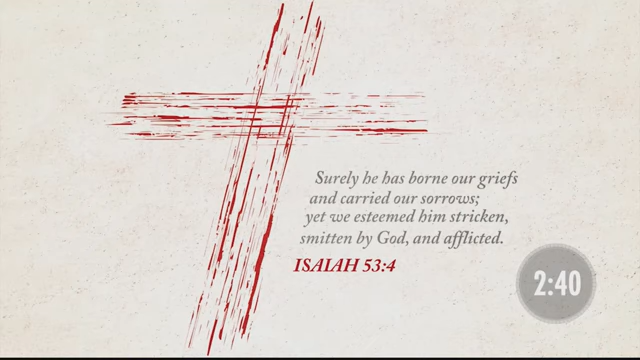 Surely he has borne our griefs
and carried our sorrows;
yet we esteemed him stricken,
smitten by God, and afflicted.
ISAIAH 53:4
2:40